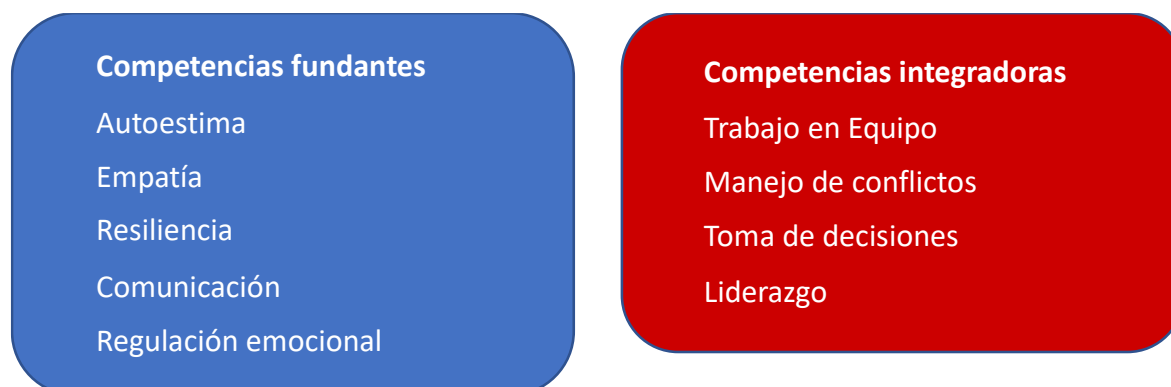 Competencias fundantes
Autoestima
Empatía
Resiliencia
Comunicación
Regulación emocional
Competencias integradoras
Trabajo en Equipo
Manejo de conflictos
Toma de decisiones
Liderazgo